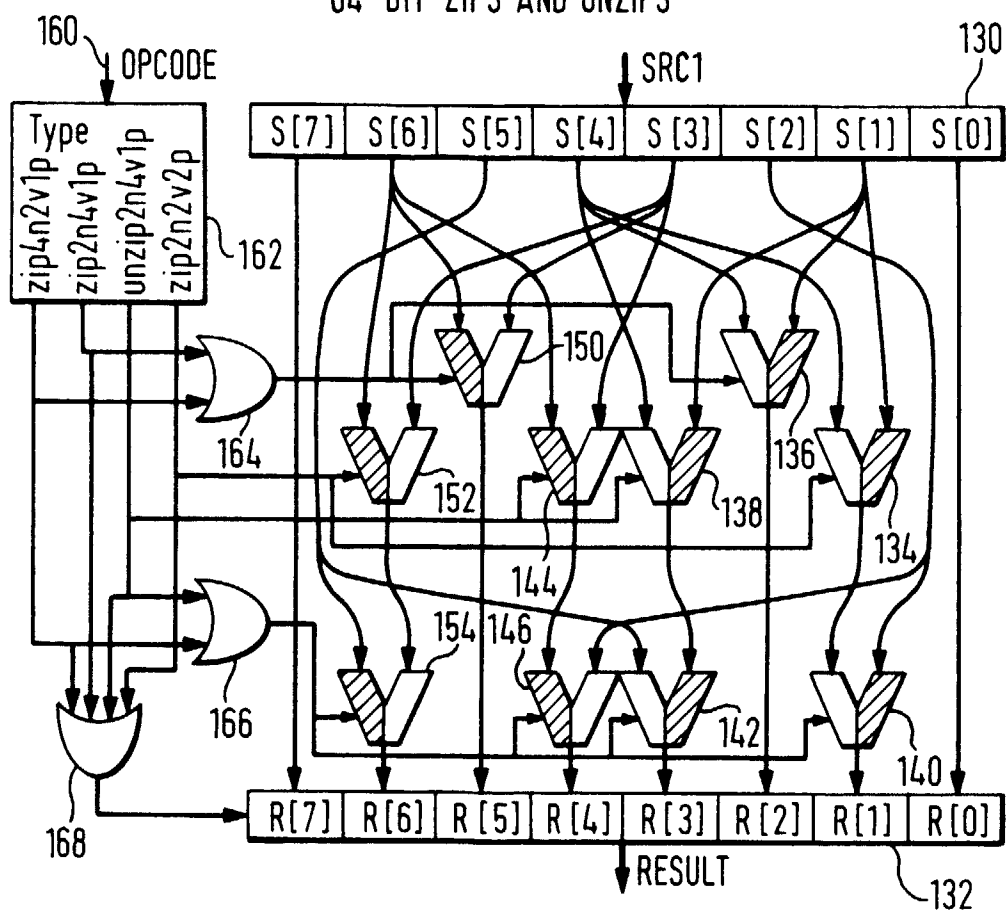 64 BIT ZIPS AND UNZIPS
160
OPCODE
SRC1
130
Type
zip4n2v1p
zip2n4v1p
unzip2n4v1p
zip2n2v2p
162
S[7] S[6] S[5] S[4] S[3] S[2] S[1] S[0]
150
136
164
152
144
138
134
154
146
166
142
140
168
R[7] R[6] R[5] R[4] R[3] R[2] R[1] R[0]
RESULT
132